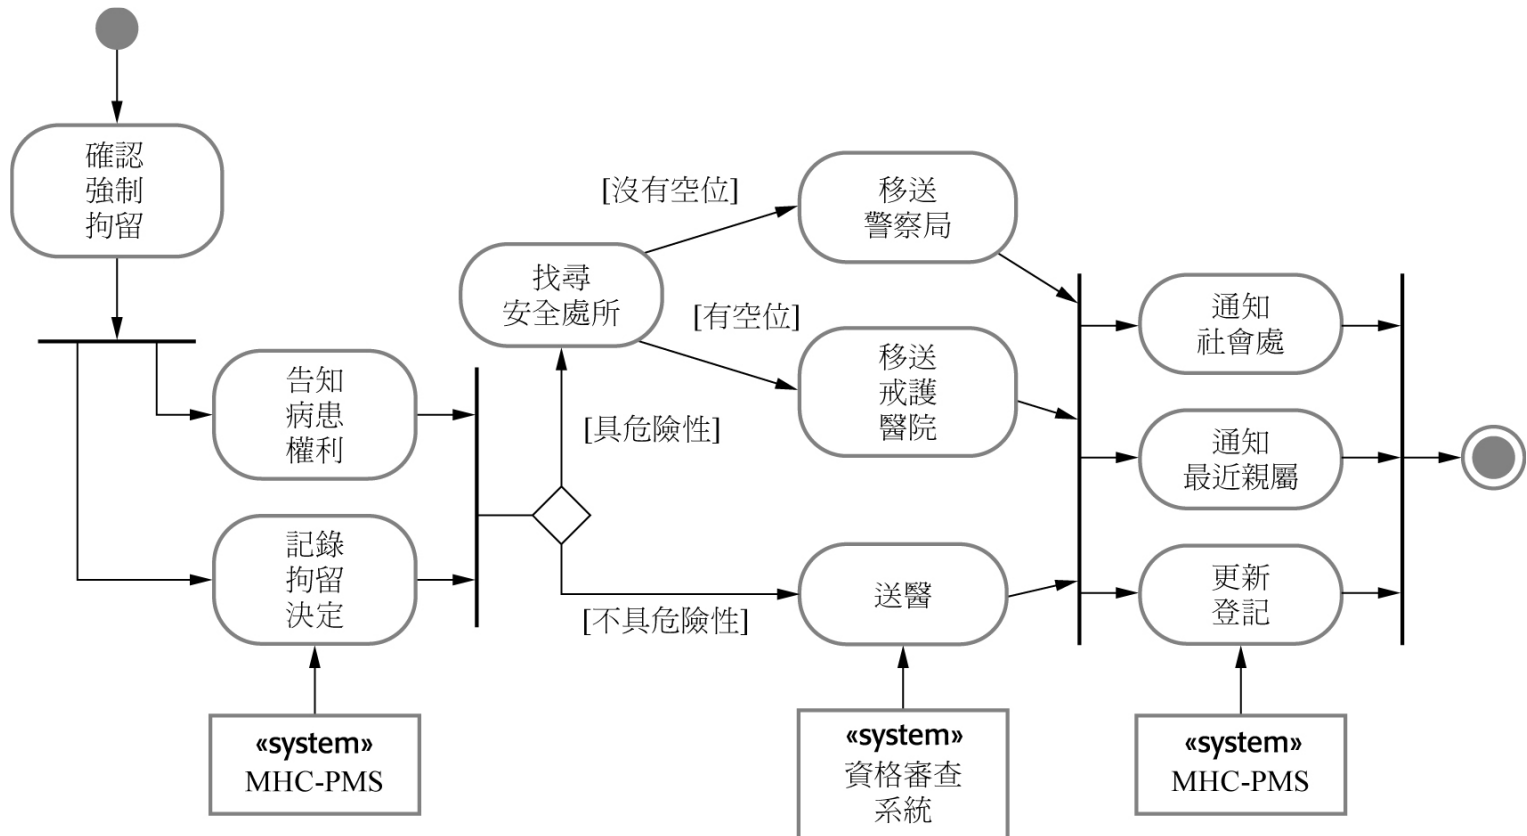 確認
強制
拘留
告知
病患
權利
記錄
拘留
決定
«system»
MHC-PMS
找尋
安全處所
[具危險性]
[不具危險性]
[沒有空位]
[有空位]
移送
警察局
移送
戒護
醫院
送醫
«system»
資格審查
系統
通知
社會處
通知
最近親屬
更新
登記
«system»
MHC-PMS